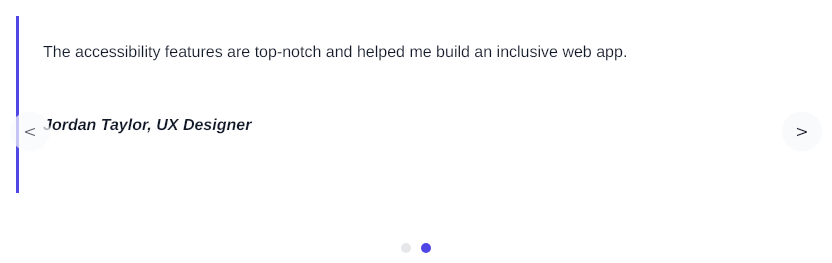 The accessibility features are top-notch and helped me build an inclusive web app.
Jordan Taylor, UX Designer
<
>